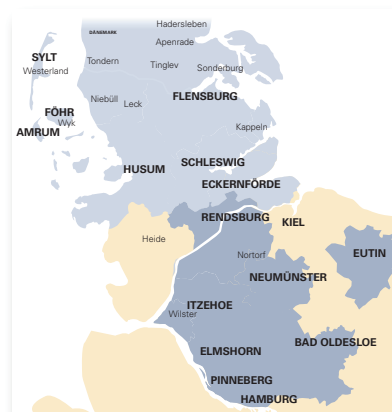 Hadersleben
DÄNEMARK
Apenrade
SYLT
Westerland
Tondern
Tinglev
Sonderburg
Niebüll
Leck
FLENSBURG
FÖHR
Wyk
AMRUM
Kappeln
HUSUM
SCHLESWIG
ECKERNFÖRDE
RENDSBURG
KIEL
Heide
Nortorf
EUTIN
NEUMÜNSTER
ITZEHOE
Wilster
BAD OLDESLOE
ELMSHORN
PINNEBERG
HAMBURG